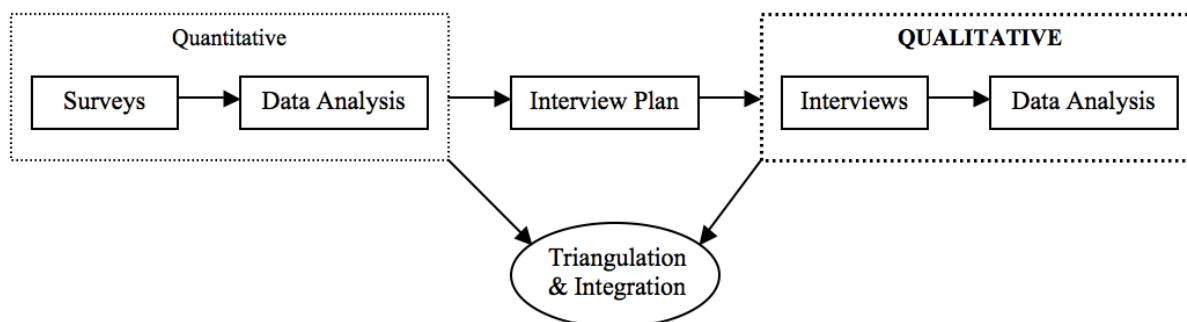 Quantitative
Surveys
Data Analysis
Interview Plan
QUALITATIVE
Interviews
Data Analysis
Triangulation
& Integration